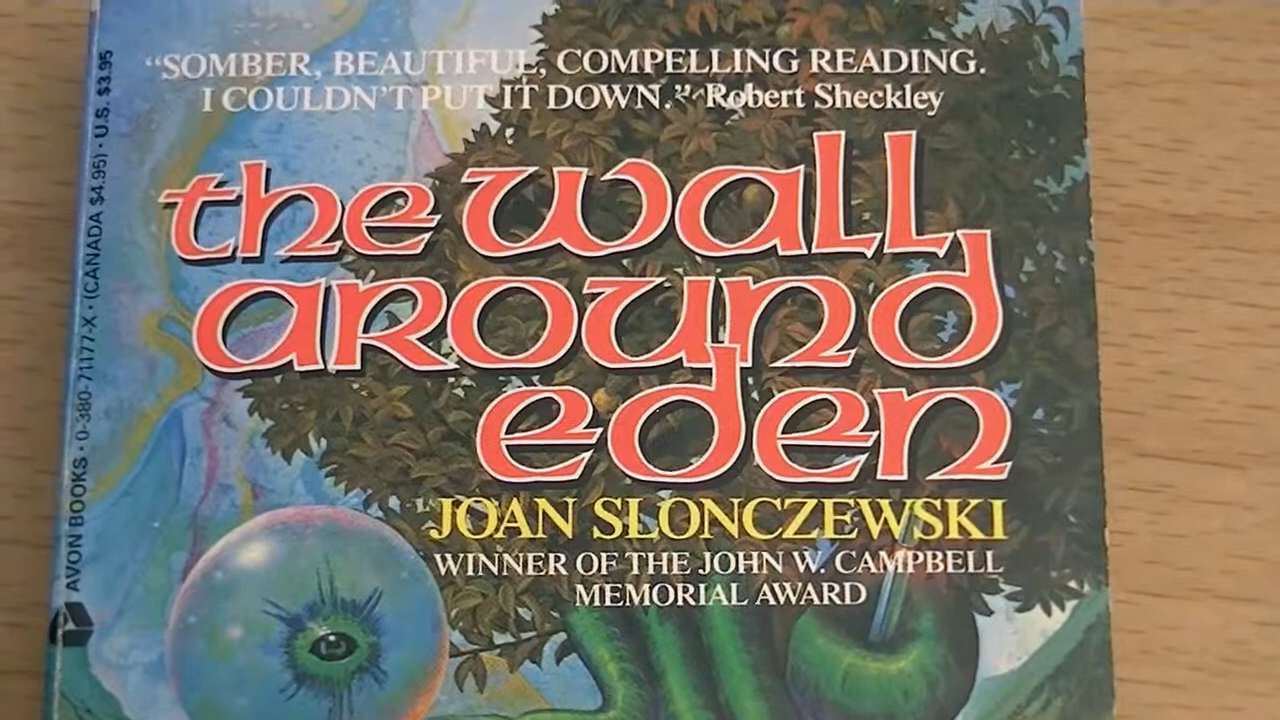 “SOMBER, BEAUTIFUL, COMPELLING READING.
I COULDN'T PUT IT DOWN.” Robert Sheckley
the wall
around
eden
JOAN SLONCZEWSKI
WINNER OF THE JOHN W. CAMPBELL
MEMORIAL AWARD
AVON BOOKS • 0-380-71177-X • (CANADA $4.95) • U.S. $3.95